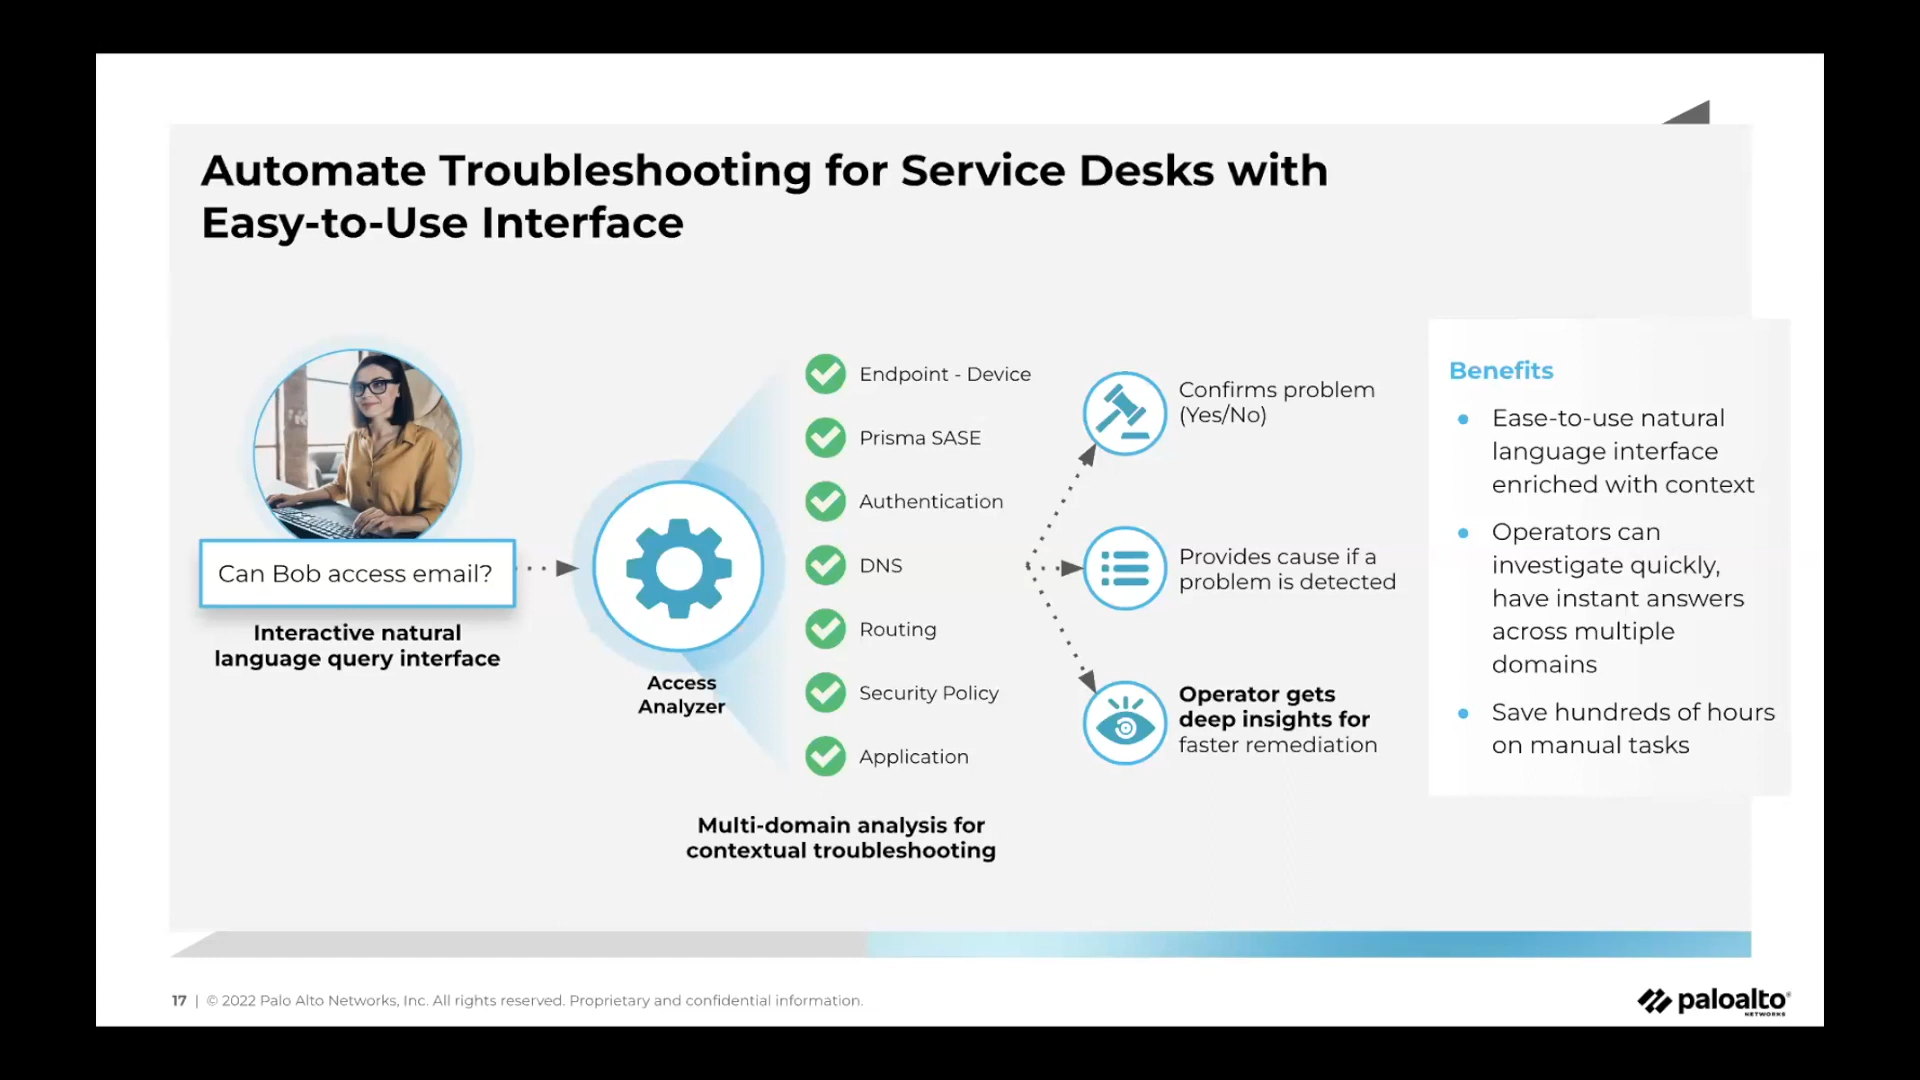 Automate Troubleshooting for Service Desks with
Easy-to-Use Interface
Can Bob access email?
Interactive natural
language query interface
Access
Analyzer
Endpoint - Device
Prisma SASE
Authentication
DNS
Routing
Security Policy
Application
Multi-domain analysis for
contextual troubleshooting
Confirms problem
(Yes/No)
Provides cause if a
problem is detected
Operator gets
deep insights for
faster remediation
Benefits
• Ease-to-use natural
language interface
enriched with context
• Operators can
investigate quickly,
have instant answers
across multiple
domains
• Save hundreds of hours
on manual tasks
17 | © 2022 Palo Alto Networks, Inc. All rights reserved. Proprietary and confidential information.
paloalto
NETWORKS